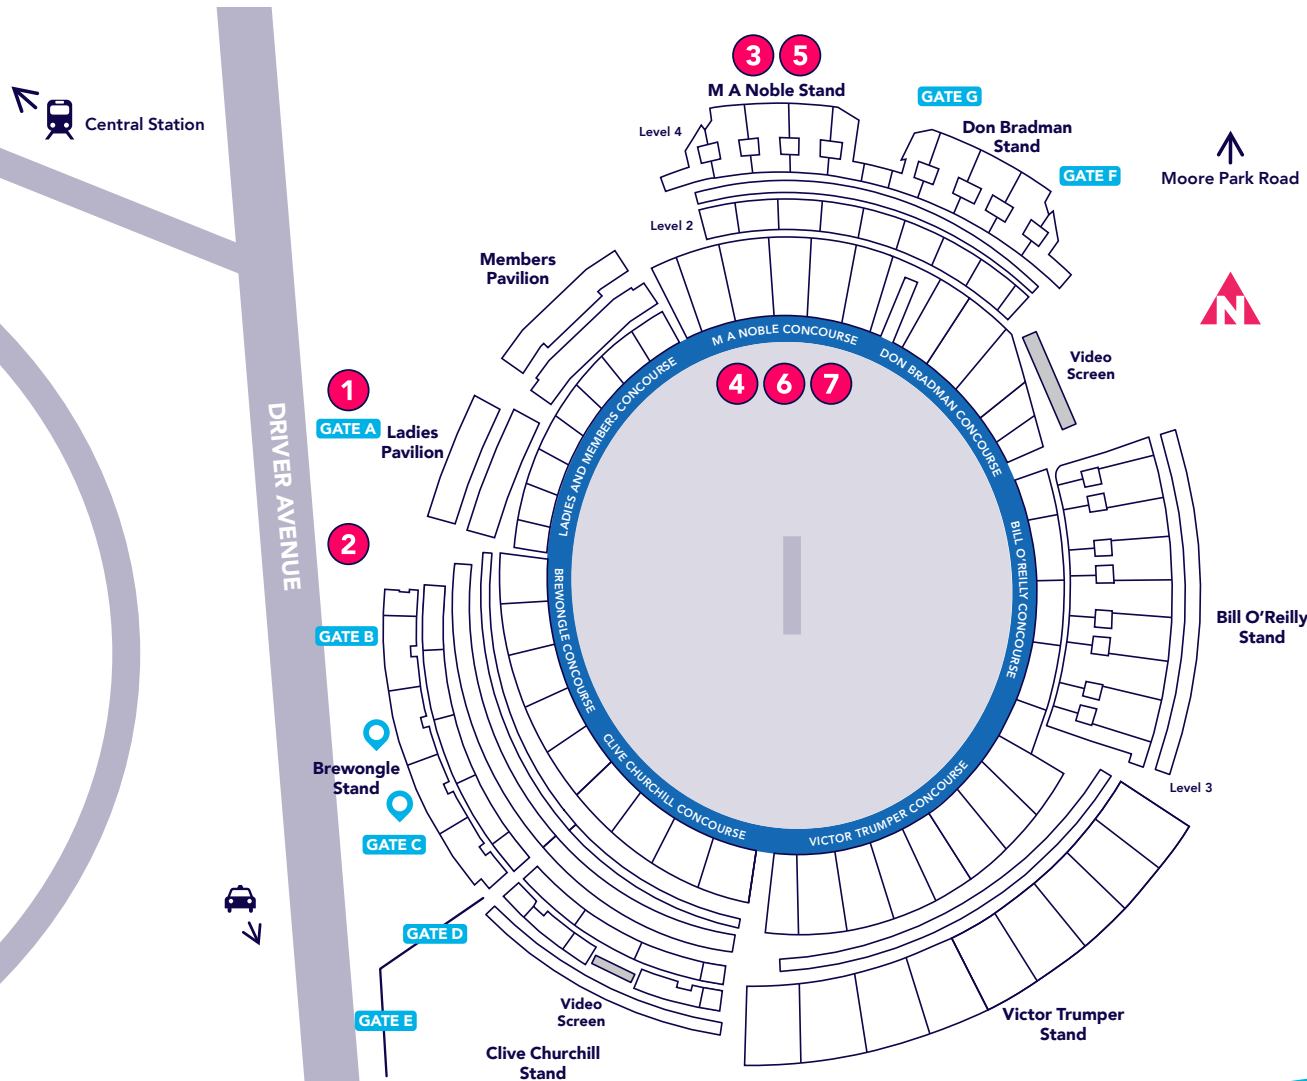 3
5
M A Noble Stand
GATE G
Central Station
Level 4
Don Bradman
Stand
GATE F
Moore Park Road
Level 2
Members
Pavilion
N
M A NOBLE CONCOURSE
DON BRADMAN CONCOURSE
Video
Screen
LADIES AND MEMBERS CONCOURSE
4
6
7
1
GATE A
Ladies
Pavilion
DRIVER AVENUE
2
BILL O'REILLY CONCOURSE
BREWONGLE CONCOURSE
GATE B
Bill O'Reilly
Stand
Brewongle
Stand
CLIVE CHURCHILL CONCOURSE
VICTOR TRUMPER CONCOURSE
Level 3
GATE C
GATE D
GATE E
Video
Screen
Victor Trumper
Stand
Clive Churchill
Stand